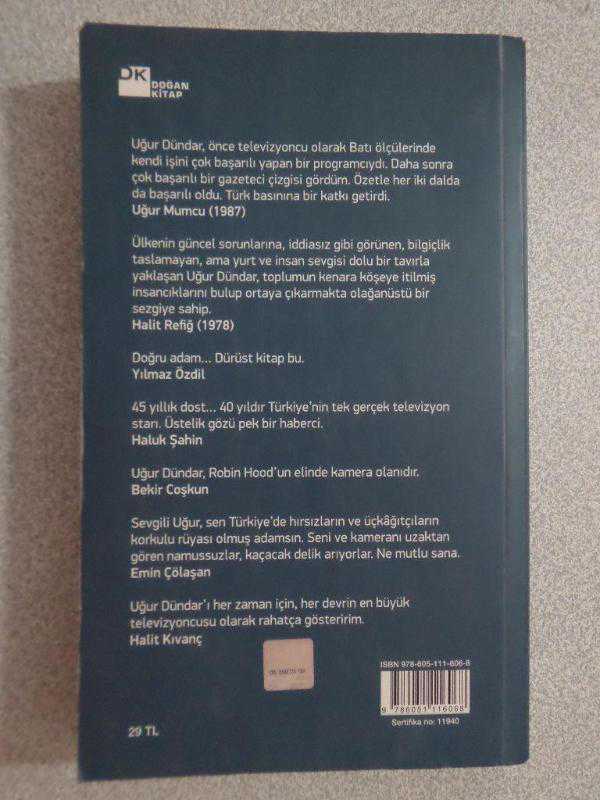 DK
DOĞAN
KİTAP
Uğur Dündar, önce televizyoncu olarak Batı ölçülerinde
kendi işini çok başarılı yapan bir programcıydı. Daha sonra
çok başarılı bir gazeteci çizgisi gördüm. Özetle her iki dalda
da başarılı oldu. Türk basınına bir katkı getirdi.
Uğur Mumcu (1987)
Ülkenin güncel sorunlarına, iddiasız gibi görünen, bilgiçlik
taslamayan, ama yurt ve insan sevgisi dolu bir tavırla
yaklaşan Uğur Dündar, toplumun kenara köşeye itilmiş
insancıklarını bulup ortaya çıkarmakta olağanüstü bir
sezgiye sahip.
Halit Refiğ (1978)
Doğru adam... Dürüst kitap bu.
Yılmaz Özdil
45 yıllık dost... 40 yıldır Türkiye'nin tek gerçek televizyon
starı. Üstelik gözü pek bir haberci.
Haluk Şahin
Uğur Dündar, Robin Hood'un elinde kamera olanıdır.
Bekir Coşkun
Sevgili Uğur, sen Türkiye'de hırsızların ve üçkâğıtçıların
korkulu rüyası olmuş adamsın. Seni ve kameranı uzaktan
gören namussuzlar, kaçacak delik arıyorlar. Ne mutlu sana.
Emin Çölaşan
Uğur Dündar'ı her zaman için, her devrin en büyük
televizyoncusu olarak rahatça gösteririm.
Halit Kıvanç
ISBN 978-605-111-606-8
9 786051 116068
Sertifika no: 11940
29 TL